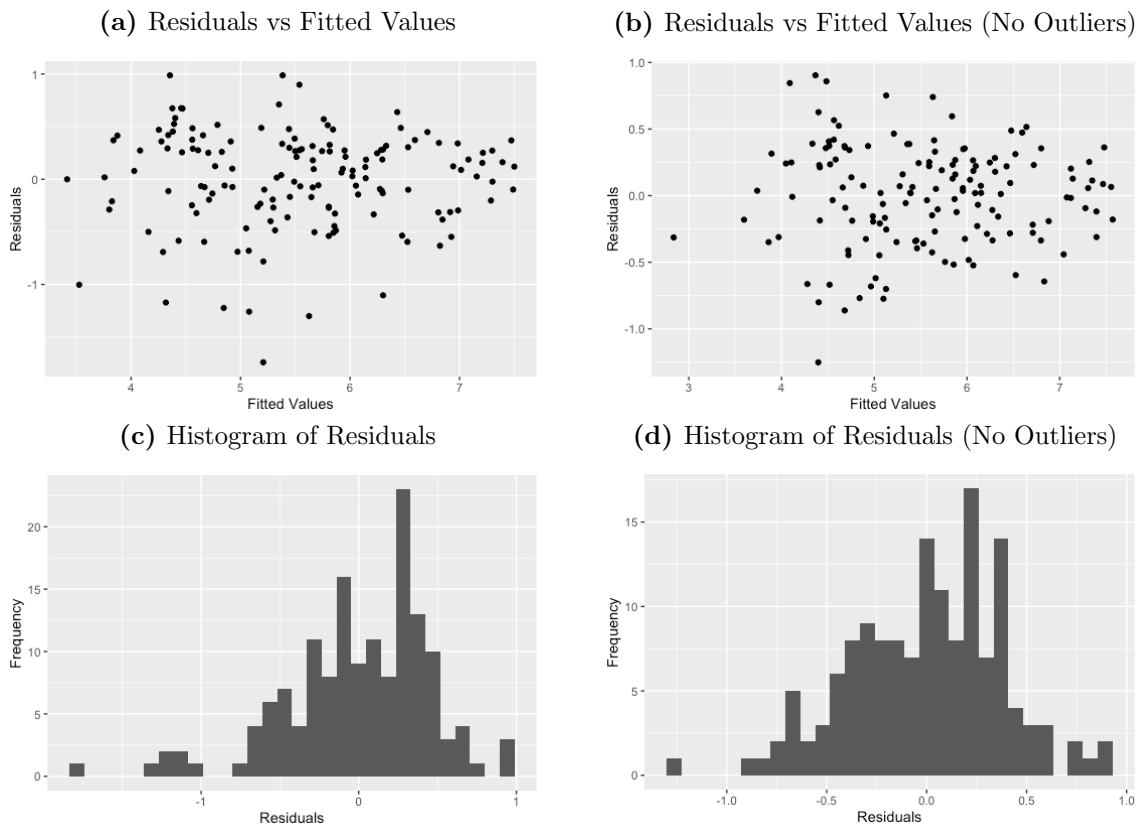 (a) Residuals vs Fitted Values
(b) Residuals vs Fitted Values (No Outliers)
1
0
-1
Residuals
4
5
6
7
Fitted Values
1.0
0.5
0.0
-0.5
-1.0
Residuals
3
4
5
6
7
Fitted Values
(c) Histogram of Residuals
(d) Histogram of Residuals (No Outliers)
20
15
10
5
0
Frequency
-1
0
1
Residuals
15
10
5
0
Frequency
-1.0
-0.5
0.0
0.5
1.0
Residuals